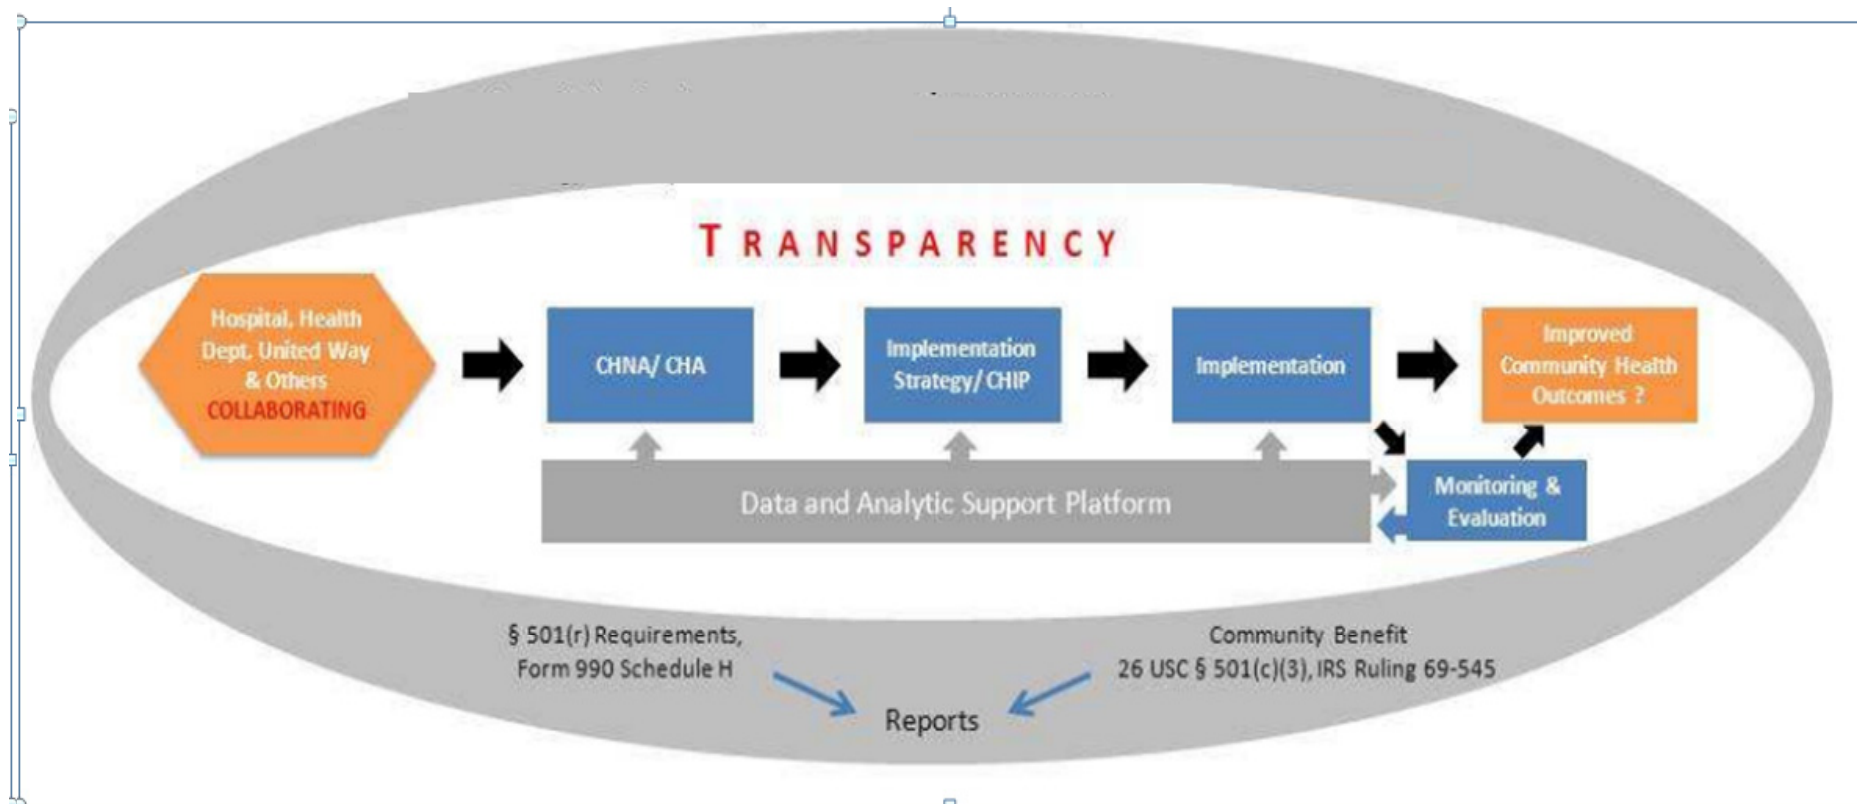 TRANSPARENCY
Hospital, Health
Dept, United Way
& Others
COLLABORATING
CHNA/ CHA
Implementation
Strategy/ CHIP
Implementation
Improved
Community Health
Outcomes ?
Data and Analytic Support Platform
Monitoring &
Evaluation
§ 501(r) Requirements,
Form 990 Schedule H
Community Benefit
26 USC § 501(c)(3), IRS Ruling 69-545
Reports